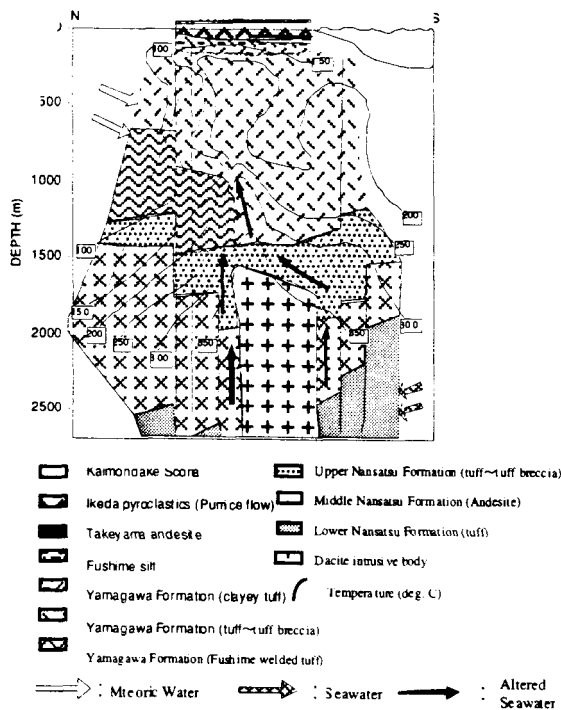 N S
100
50
500
1000
DEPTH (m)
200
250
100
1500
150
200
250
300
350
350
300
2000
2500
Kaimondake Scoria
Ikeda pyroclastics (Pumice flow)
Takeyama andesite
Fushime silt
Yamagawa Formation (clayey tuff)
Yamagawa Formation (tuff~tuff breccia)
Yamagawa Formation (Fushime welded tuff)
Upper Nansatsu Formation (tuff~tuff breccia)
Middle Nansatsu Formation (Andesite)
Lower Nansatsu Formation (tuff)
Dacite intrusive body
Temperature (deg. C)
: Mteoric Water
: Seawater
: Altered
Seawater